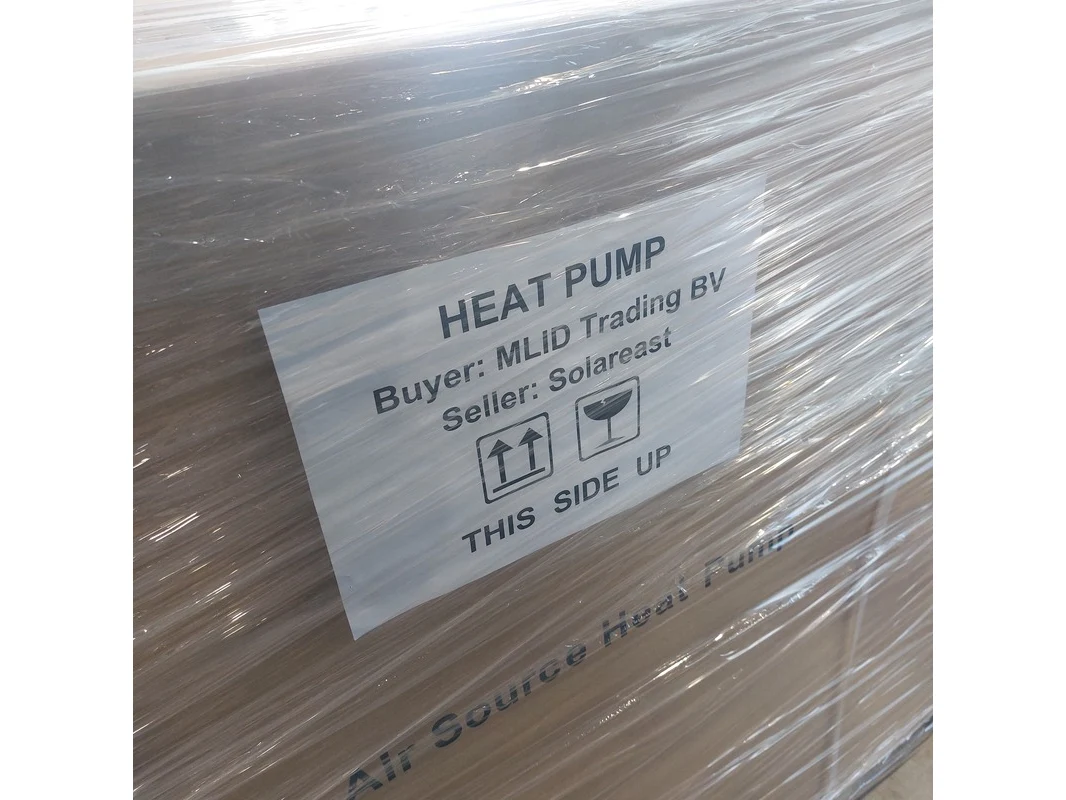 HEAT PUMP
Buyer: MLID Trading BV
Seller: Solareast
THIS SIDE UP
Air Source Heat Pump